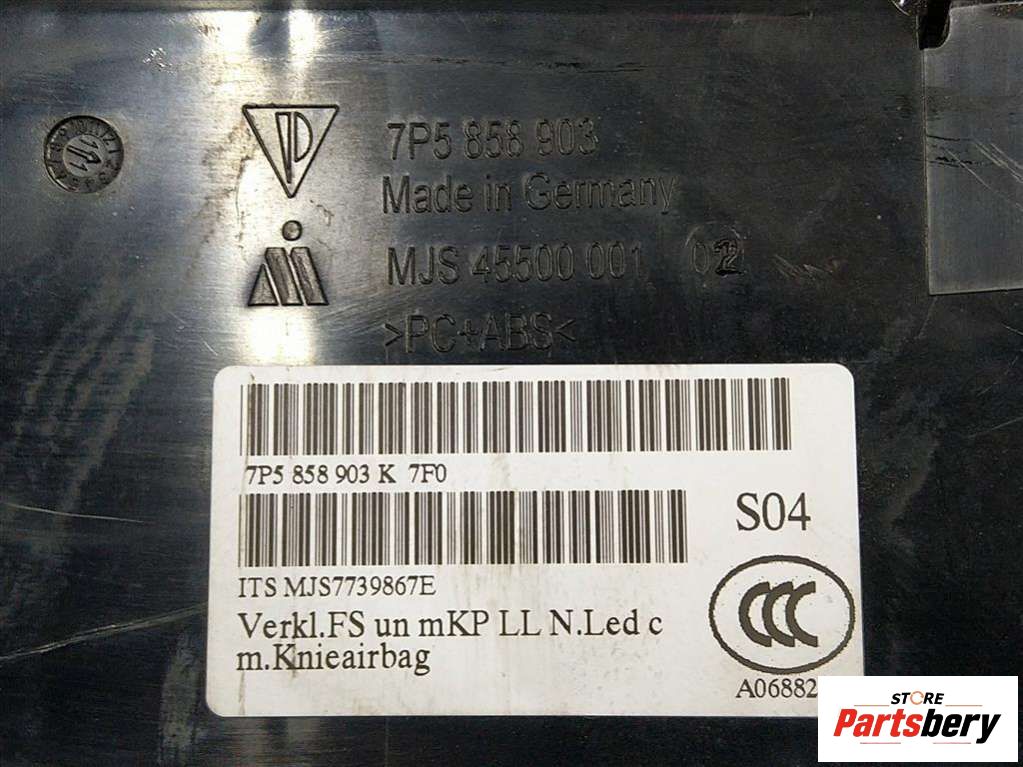 7P5 858 903
Made in Germany
MJS 45500 001
>PC+ABS<
7P5 858 903 K 7F0
S04
ITS MJS7739867E
Verkl.FS un mKP LL N.Led c
m.Knieairbag
CCC
A06882
STORE
Partsbery